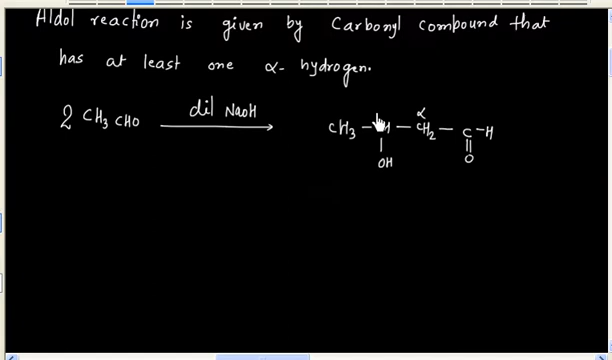 Aldol reaction is given by Carbonyl compound that
has at least one α- hydrogen.
2 CH3 CHO dil NaOH CH3 - H - CH2 - C - H
α
OH O